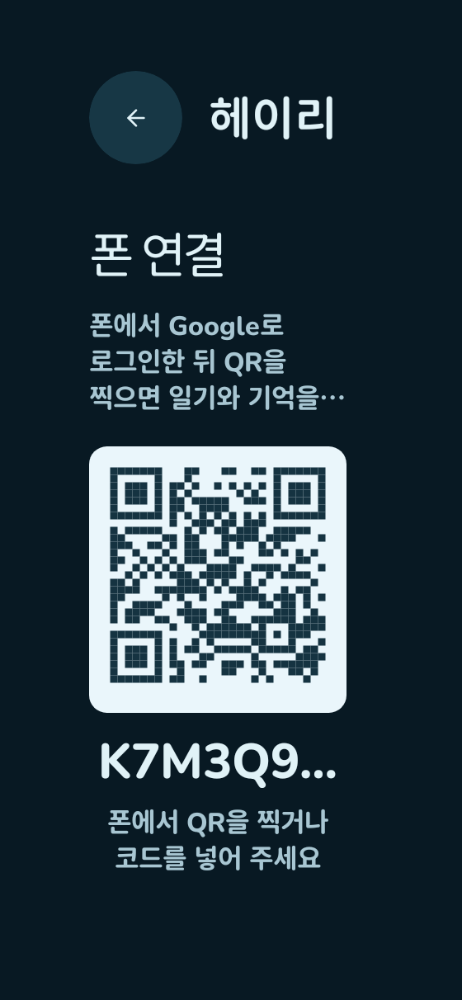 헤이리
폰 연결
폰에서 Google로
로그인한 뒤 QR을
찍으면 일기와 기억을…
K7M3Q9...
폰에서 QR을 찍거나
코드를 넣어 주세요